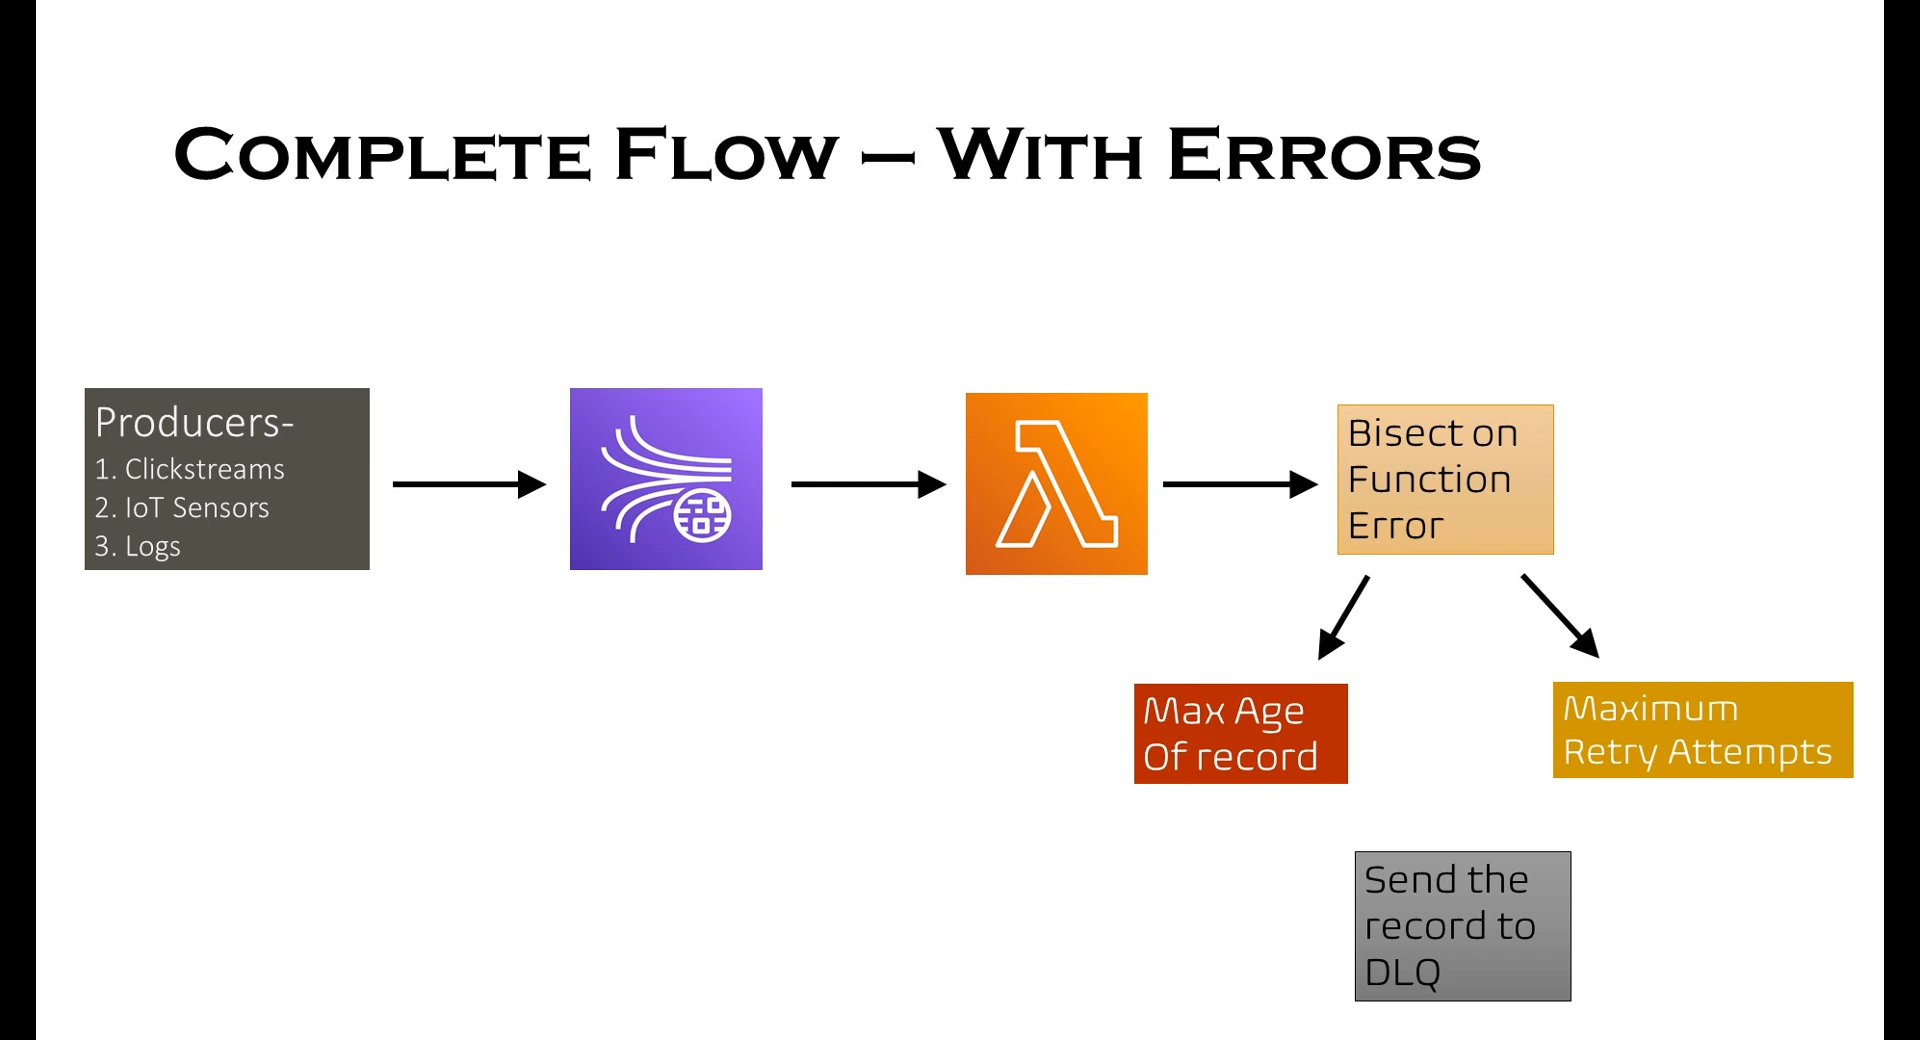 Complete Flow – With Errors
Producers-
1. Clickstreams
2. IoT Sensors
3. Logs
Bisect on
Function
Error
Max Age
Of record
Maximum
Retry Attempts
Send the
record to
DLQ